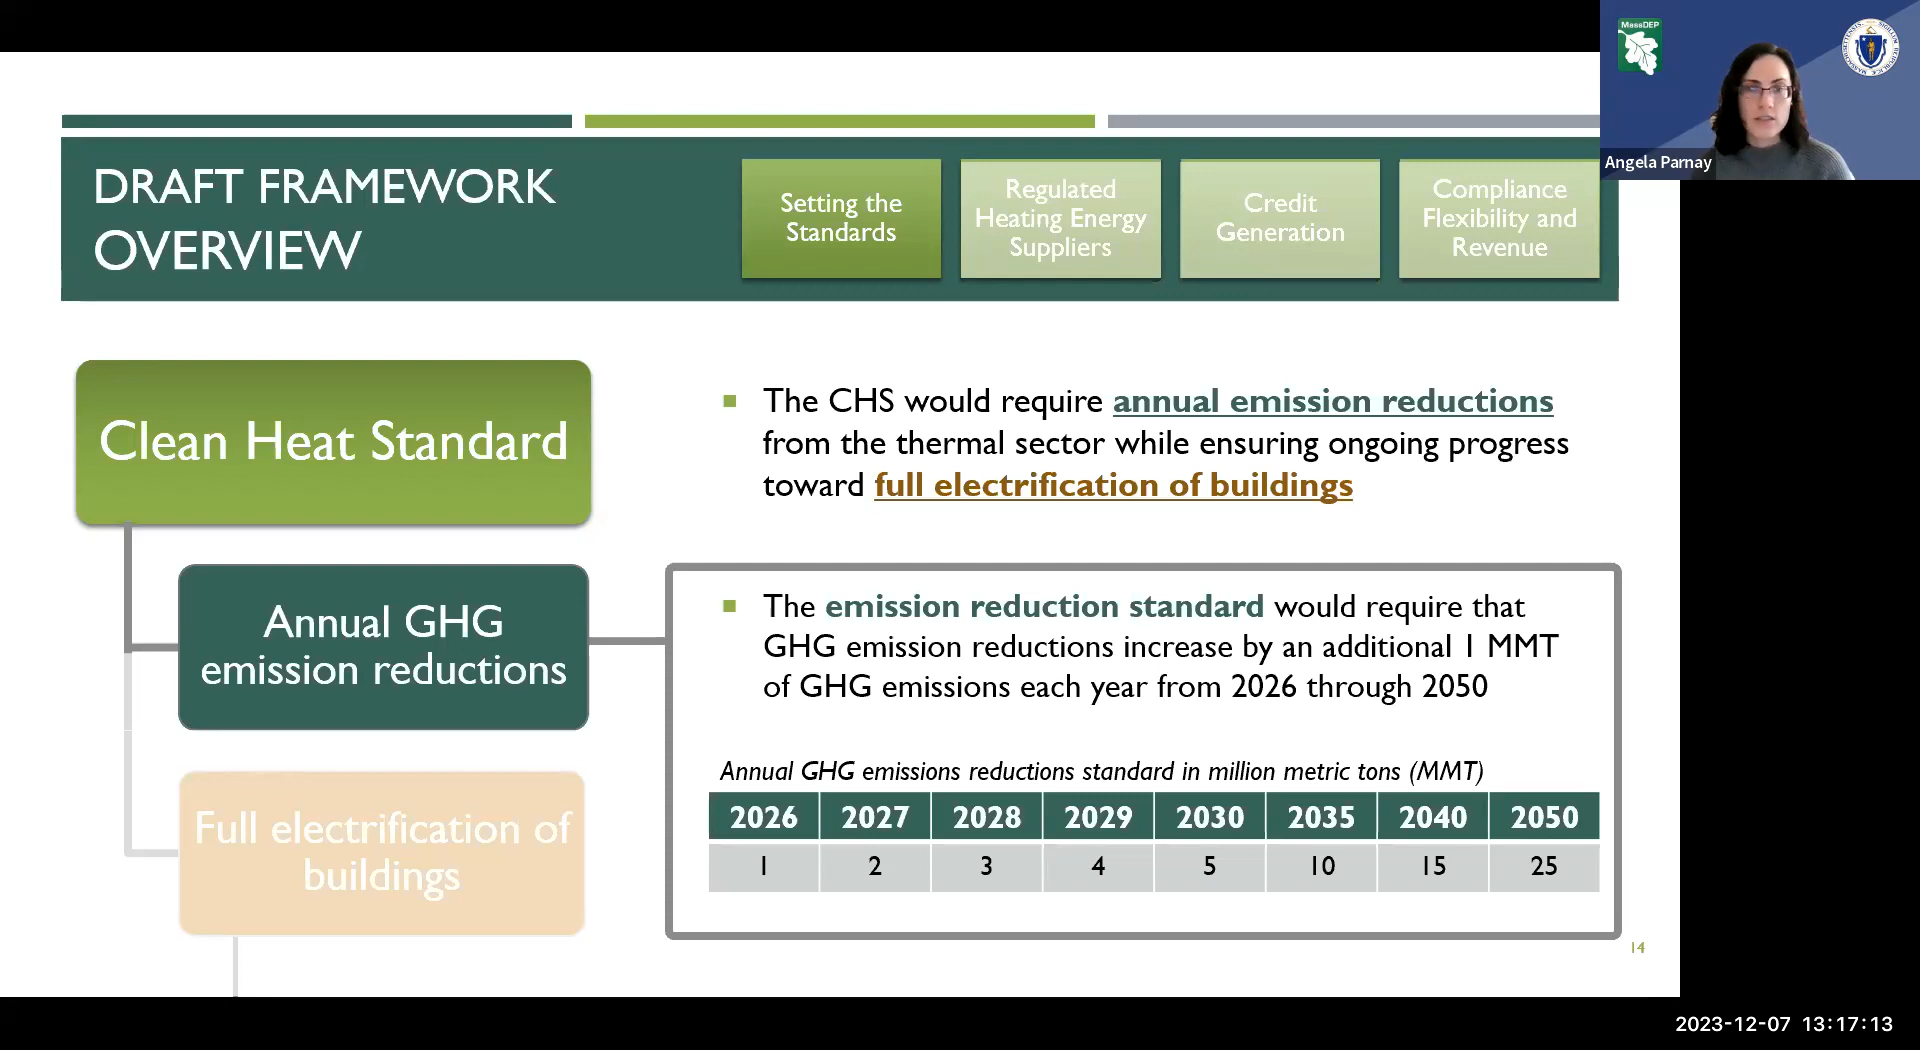 MassDEP
Angela Parnay
DRAFT FRAMEWORK
OVERVIEW
Setting the
Standards
Regulated
Heating Energy
Suppliers
Credit
Generation
Compliance
Flexibility and
Revenue
Clean Heat Standard
Annual GHG
emission reductions
Full electrification of
buildings
The CHS would require annual emission reductions
from the thermal sector while ensuring ongoing progress
toward full electrification of buildings
The emission reduction standard would require that
GHG emission reductions increase by an additional 1 MMT
of GHG emissions each year from 2026 through 2050
Annual GHG emissions reductions standard in million metric tons (MMT)
2026 2027 2028 2029 2030 2035 2040 2050
1 2 3 4 5 10 15 25
14
2023-12-07 13:17:13